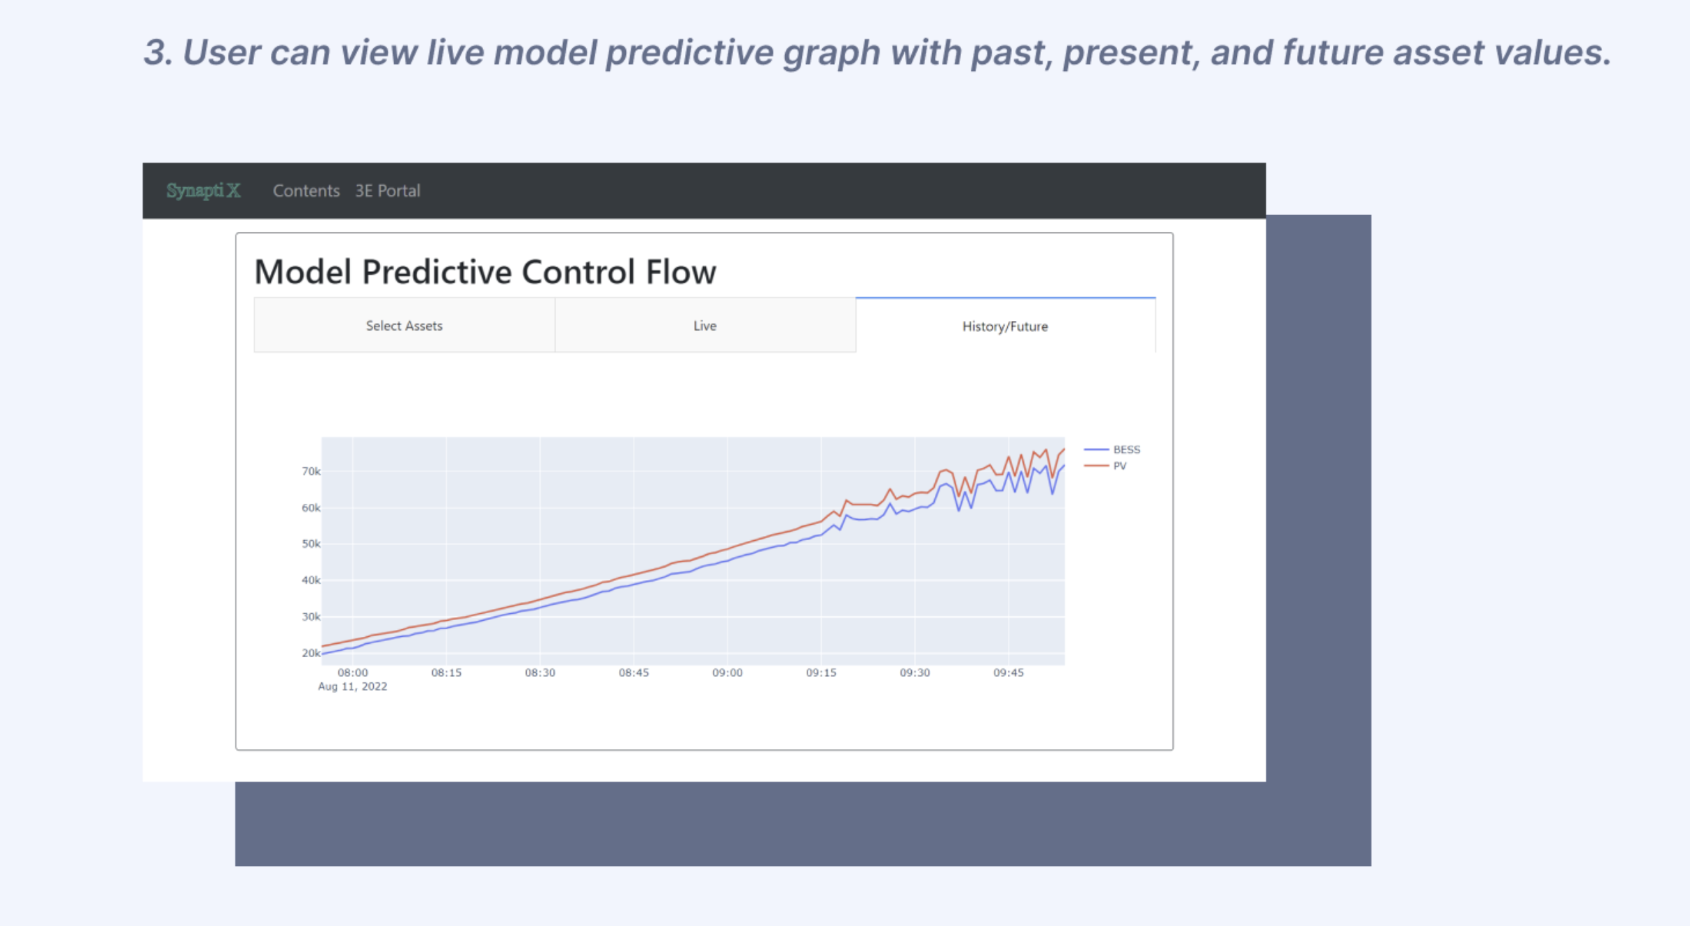 3. User can view live model predictive graph with past, present, and future asset values.
Synapti X Contents 3E Portal
Model Predictive Control Flow
Select Assets Live History/Future
BESS
PV
70k
60k
50k
40k
30k
20k
08:00 08:15 08:30 08:45 09:00 09:15 09:30 09:45
Aug 11, 2022